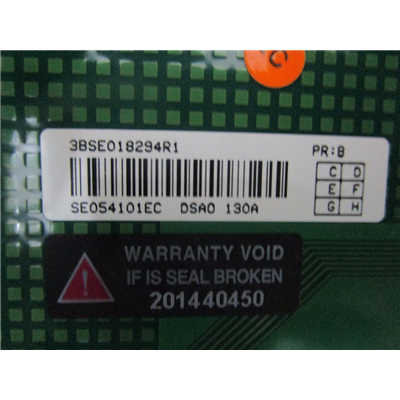 3BSE018294R1
PR:B
C D
E F
G H
SE054101EC DSAO 130A
WARRANTY VOID
IF IS SEAL BROKEN
201440450